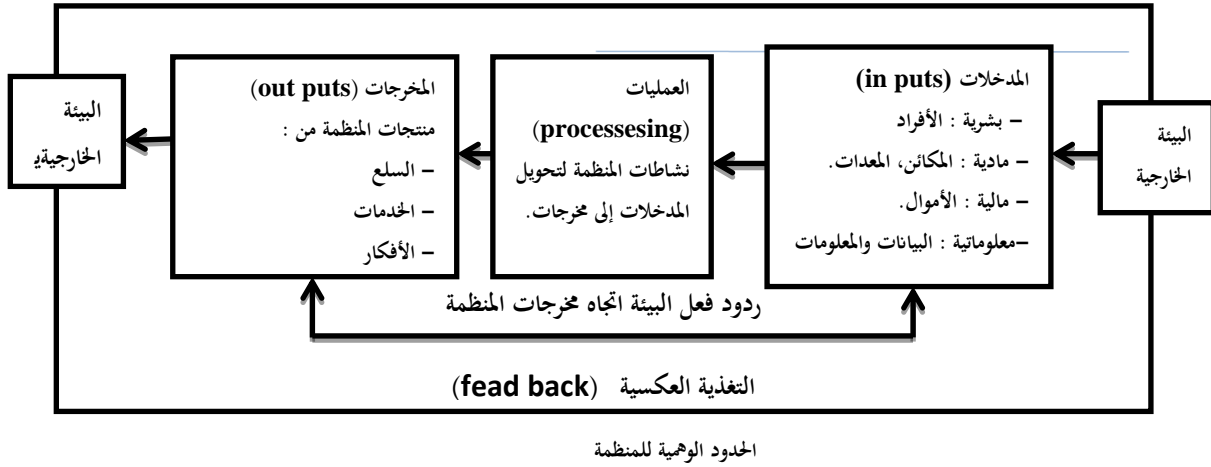 البيئة
الخارجية
المدخلات (in puts)
– بشرية : الأفراد
– مادية : المكائن، المعدات.
– مالية : الأموال.
–معلوماتية : البيانات والمعلومات
العمليات
(processesing)
نشاطات المنظمة لتحويل
المدخلات إلى مخرجات.
المخرجات (out puts)
منتجات المنظمة من :
– السلع
– الخدمات
– الأفكار
البيئة
الخارجيةيـ
ردود فعل البيئة اتجاه مخرجات المنظمة
التغذية العكسية (fead back)
الحدود الوهمية للمنظمة